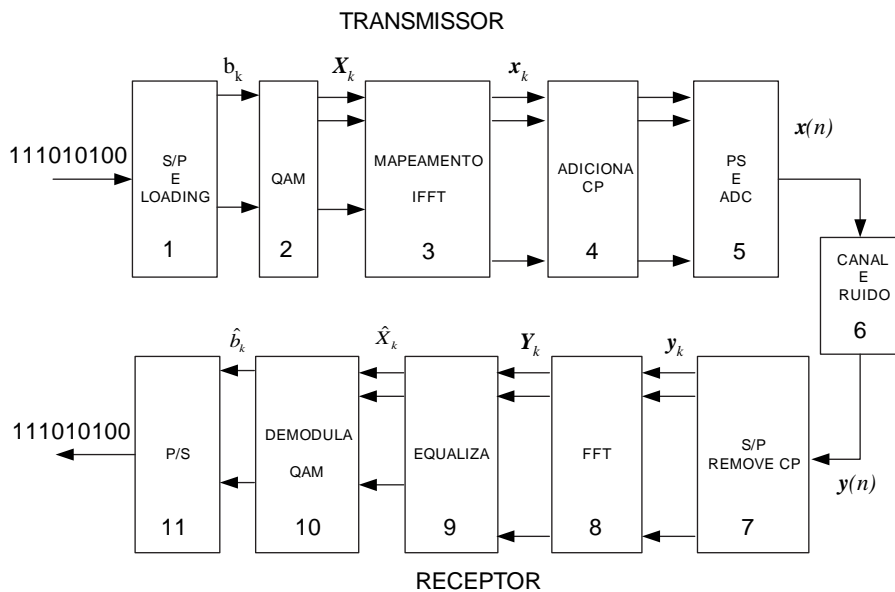 TRANSMISSOR
b_k
X_k
x_k
x(n)
111010100
S/P
E
LOADING
1
QAM
2
MAPEAMENTO
IFFT
3
ADICIONA
CP
4
PS
E
ADC
5
CANAL
E
RUIDO
6
b̂_k
X̂_k
Y_k
y_k
y(n)
111010100
P/S
11
DEMODULA
QAM
10
EQUALIZA
9
FFT
8
S/P
REMOVE CP
7
RECEPTOR